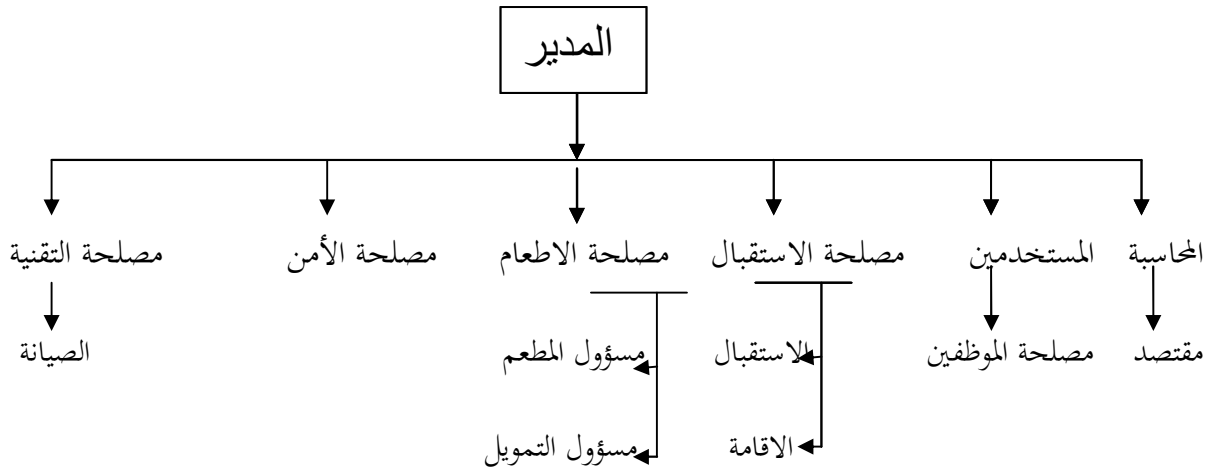 المدير
المحاسبة المستخدمين مصلحة الاستقبال مصلحة الاطعام مصلحة الأمن مصلحة التقنية
مقتصد مصلحة الموظفين الاستقبال مسؤول المطعم الصيانة
الاقامة مسؤول التمويل